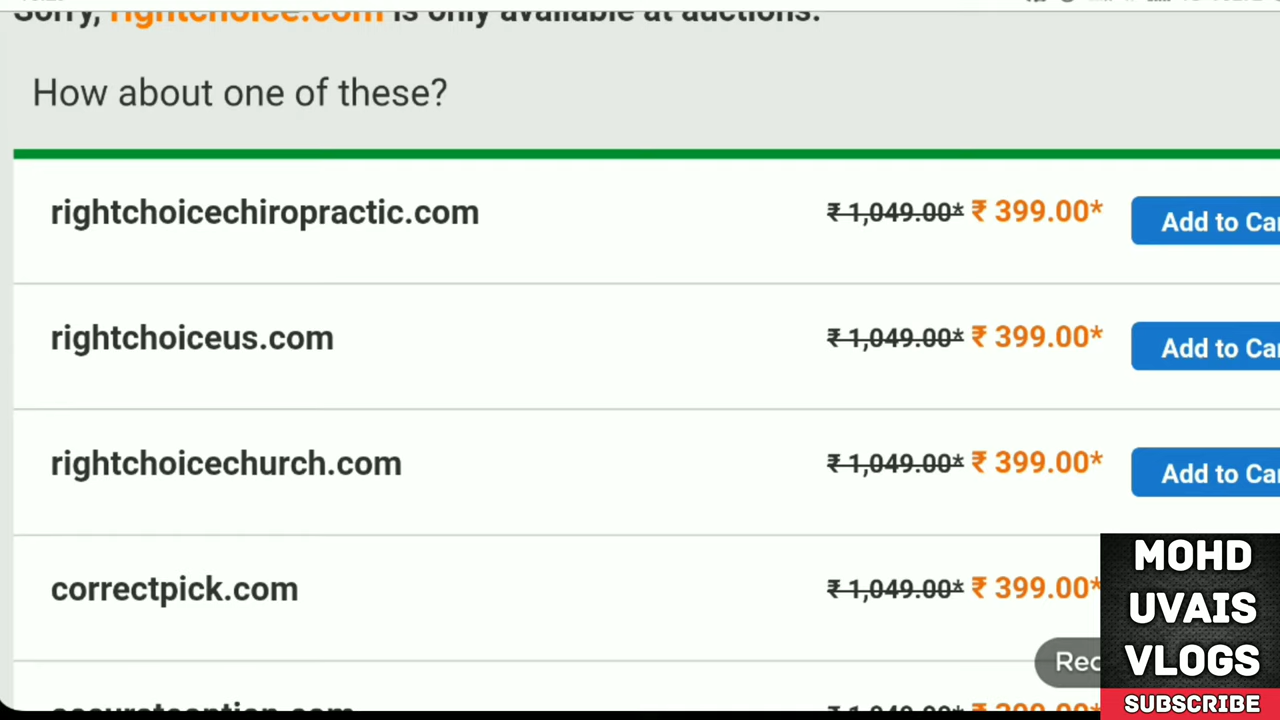 Sorry, rightchoice.com is only available at auctions.
How about one of these?
rightchoicechiropractic.com ₹ 1,049.00* ₹ 399.00* Add to Car
rightchoiceus.com ₹ 1,049.00* ₹ 399.00* Add to Car
rightchoicechurch.com ₹ 1,049.00* ₹ 399.00* Add to Car
correctpick.com ₹ 1,049.00* ₹ 399.00*
Rec
MOHD
UVAIS
VLOGS
SUBSCRIBE